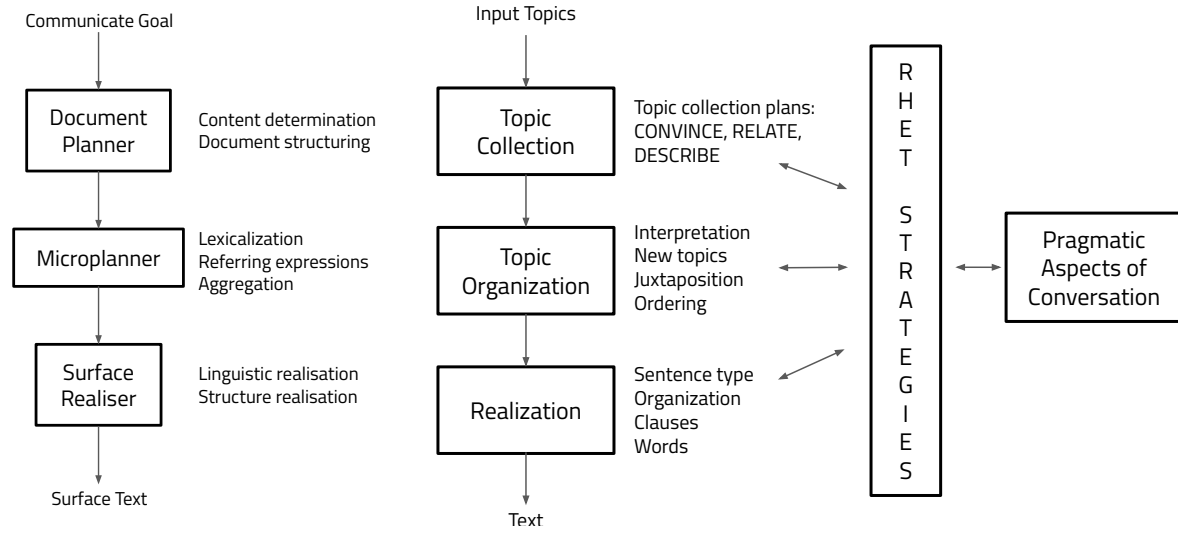 Communicate Goal
Document
Planner
Content determination
Document structuring
Microplanner
Lexicalization
Referring expressions
Aggregation
Surface
Realiser
Linguistic realisation
Structure realisation
Surface Text
Input Topics
Topic
Collection
Topic collection plans:
CONVINCE, RELATE,
DESCRIBE
Topic
Organization
Interpretation
New topics
Juxtaposition
Ordering
Realization
Sentence type
Organization
Clauses
Words
Text
RHET STRATEGIES
Pragmatic
Aspects of
Conversation